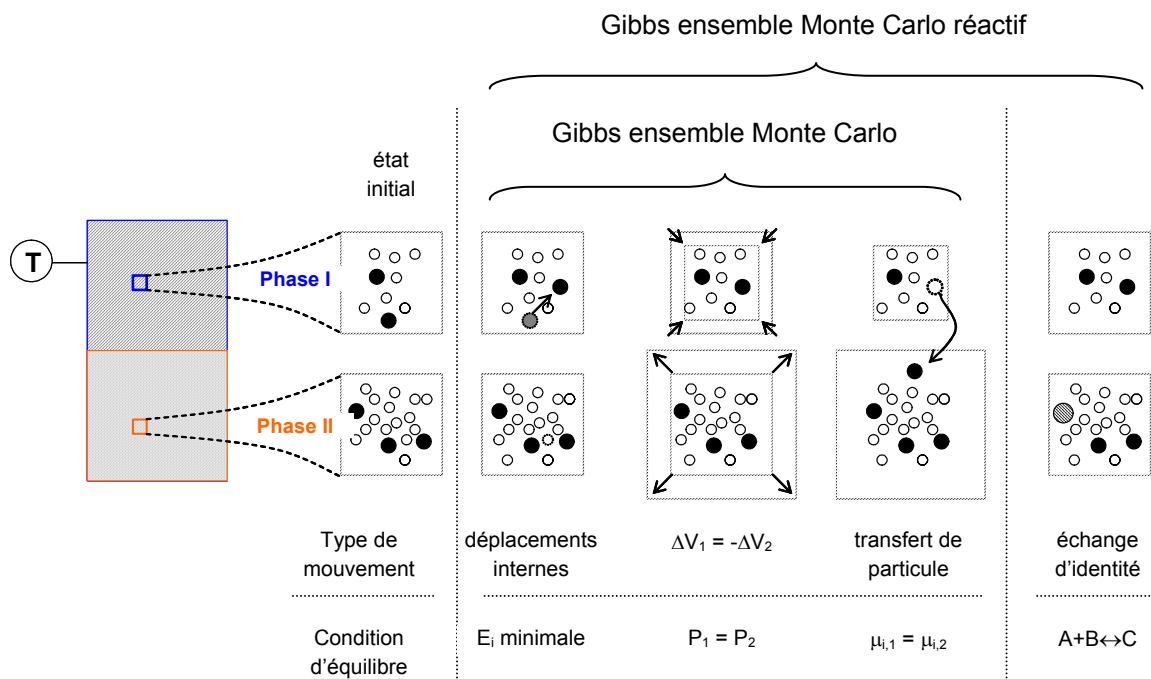 Gibbs ensemble Monte Carlo réactif
Gibbs ensemble Monte Carlo
état
initial
T
Phase I
Phase II
Type de
mouvement
déplacements
internes
ΔV₁ = -ΔV₂
transfert de
particule
échange
d'identité
Condition
d'équilibre
Eᵢ minimale
P₁ = P₂
μᵢ,₁ = μᵢ,₂
A+B↔C